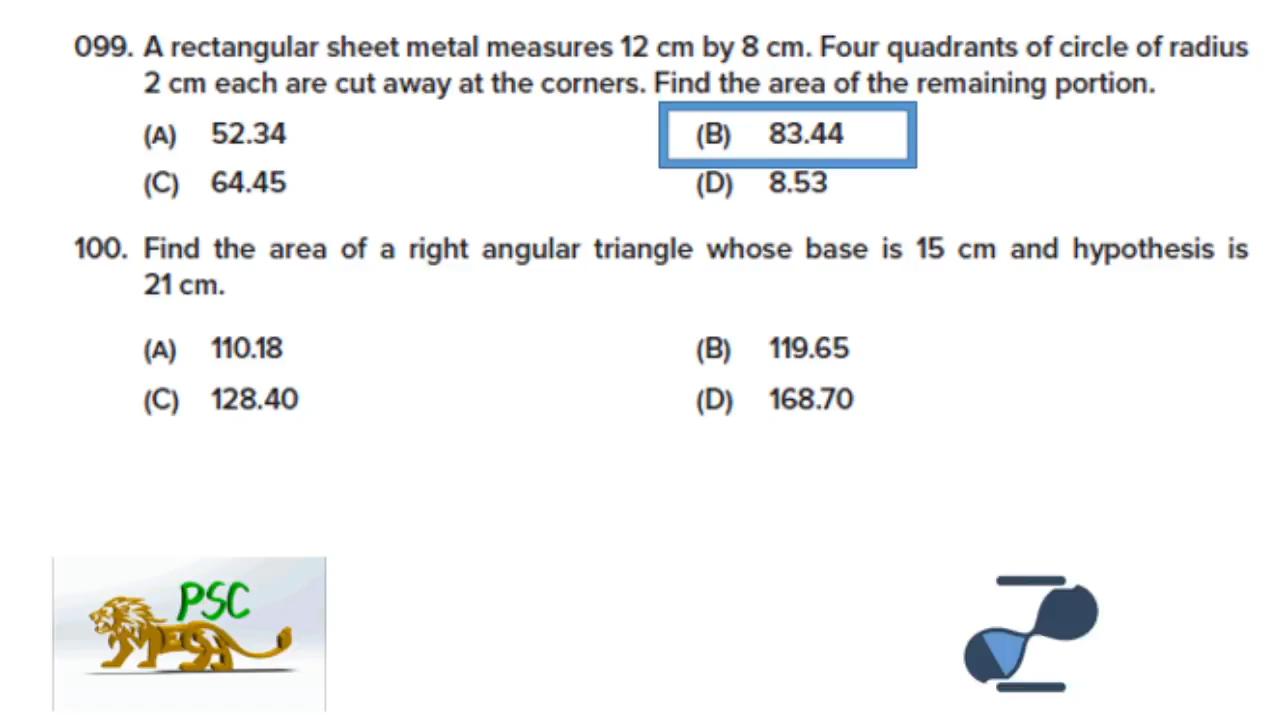 099. A rectangular sheet metal measures 12 cm by 8 cm. Four quadrants of circle of radius
2 cm each are cut away at the corners. Find the area of the remaining portion.
(A) 52.34 (B) 83.44
(C) 64.45 (D) 8.53
100. Find the area of a right angular triangle whose base is 15 cm and hypothesis is
21 cm.
(A) 110.18 (B) 119.65
(C) 128.40 (D) 168.70
PSC